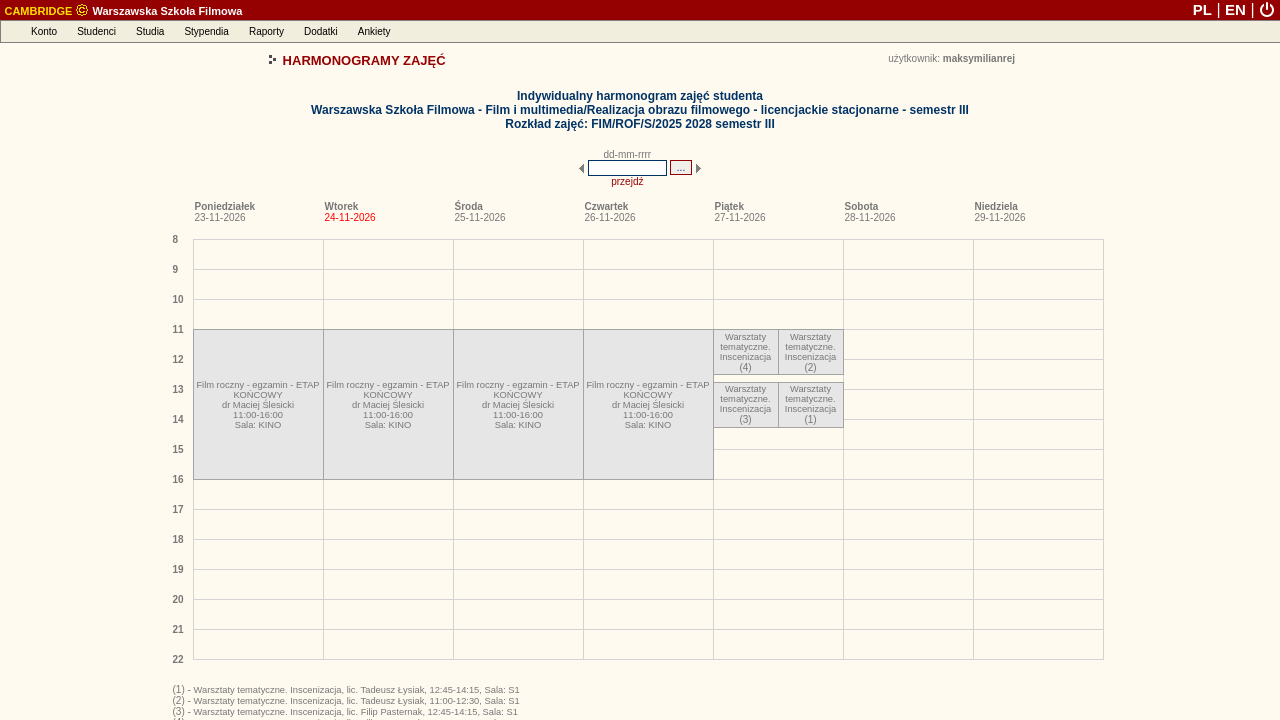 CAMBRIDGE Warszawska Szkoła Filmowa
PL | EN |
Konto Studenci Studia Stypendia Raporty Dodatki Ankiety
HARMONOGRAMY ZAJĘĆ
użytkownik: maksymilianrej
Indywidualny harmonogram zajęć studenta
Warszawska Szkoła Filmowa - Film i multimedia/Realizacja obrazu filmowego - licencjackie stacjonarne - semestr III
Rozkład zajęć: FIM/ROF/S/2025 2028 semestr III
dd-mm-rrrr
...
przejdź
Poniedziałek Wtorek Środa Czwartek Piątek Sobota Niedziela
23-11-2026 24-11-2026 25-11-2026 26-11-2026 27-11-2026 28-11-2026 29-11-2026
8
9
10
11
12
13
14
15
16
17
18
19
20
21
22
Film roczny - egzamin - ETAP
KOŃCOWY
dr Maciej Ślesicki
11:00-16:00
Sala: KINO
Film roczny - egzamin - ETAP
KOŃCOWY
dr Maciej Ślesicki
11:00-16:00
Sala: KINO
Film roczny - egzamin - ETAP
KOŃCOWY
dr Maciej Ślesicki
11:00-16:00
Sala: KINO
Film roczny - egzamin - ETAP
KOŃCOWY
dr Maciej Ślesicki
11:00-16:00
Sala: KINO
Warsztaty
tematyczne.
Inscenizacja
(4)
Warsztaty
tematyczne.
Inscenizacja
(2)
Warsztaty
tematyczne.
Inscenizacja
(3)
Warsztaty
tematyczne.
Inscenizacja
(1)
(1) - Warsztaty tematyczne. Inscenizacja, lic. Tadeusz Łysiak, 12:45-14:15, Sala: S1
(2) - Warsztaty tematyczne. Inscenizacja, lic. Tadeusz Łysiak, 11:00-12:30, Sala: S1
(3) - Warsztaty tematyczne. Inscenizacja, lic. Filip Pasternak, 12:45-14:15, Sala: S1